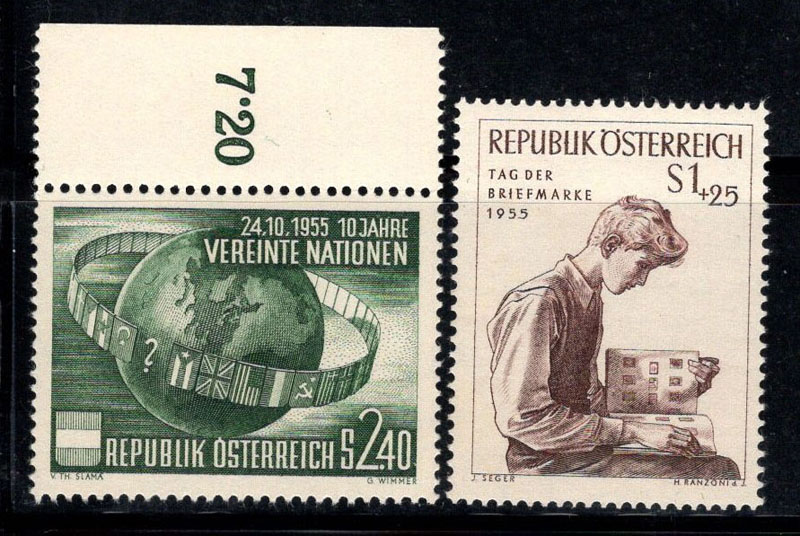 7·20
24.10.1955 10 JAHRE
VEREINTE NATIONEN
?
REPUBLIK ÖSTERREICH S2.40
V. TH. SLAMA G. WIMMER
REPUBLIK ÖSTERREICH
S1+25
TAG DER
BRIEFMARKE
1955
J. SEGER H. RANZONI d. J.